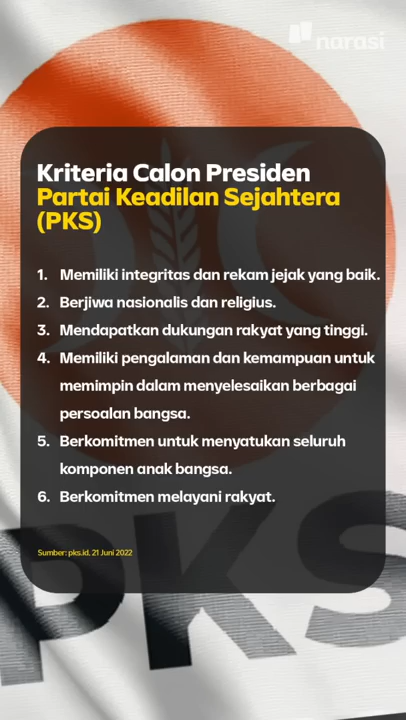 narasi
Kriteria Calon Presiden
Partai Keadilan Sejahtera
(PKS)
1. Memiliki integritas dan rekam jejak yang baik.
2. Berjiwa nasionalis dan religius.
3. Mendapatkan dukungan rakyat yang tinggi.
4. Memiliki pengalaman dan kemampuan untuk
memimpin dalam menyelesaikan berbagai
persoalan bangsa.
5. Berkomitmen untuk menyatukan seluruh
komponen anak bangsa.
6. Berkomitmen melayani rakyat.
Sumber: pks.id, 21 Juni 2022
PKS